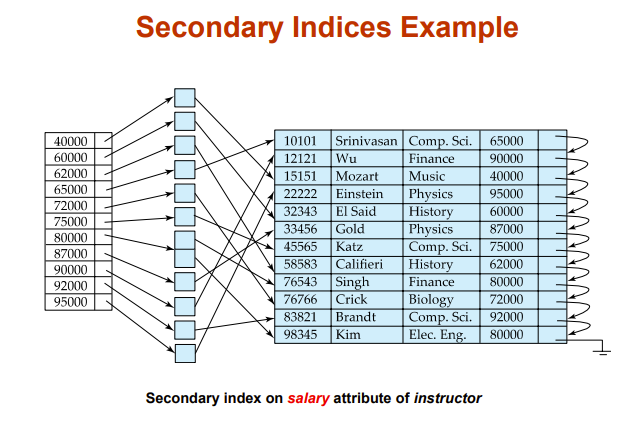 Secondary Indices Example
40000
60000
62000
65000
72000
75000
80000
87000
90000
92000
95000
10101 Srinivasan Comp. Sci. 65000
12121 Wu Finance 90000
15151 Mozart Music 40000
22222 Einstein Physics 95000
32343 El Said History 60000
33456 Gold Physics 87000
45565 Katz Comp. Sci. 75000
58583 Califieri History 62000
76543 Singh Finance 80000
76766 Crick Biology 72000
83821 Brandt Comp. Sci. 92000
98345 Kim Elec. Eng. 80000
Secondary index on salary attribute of instructor